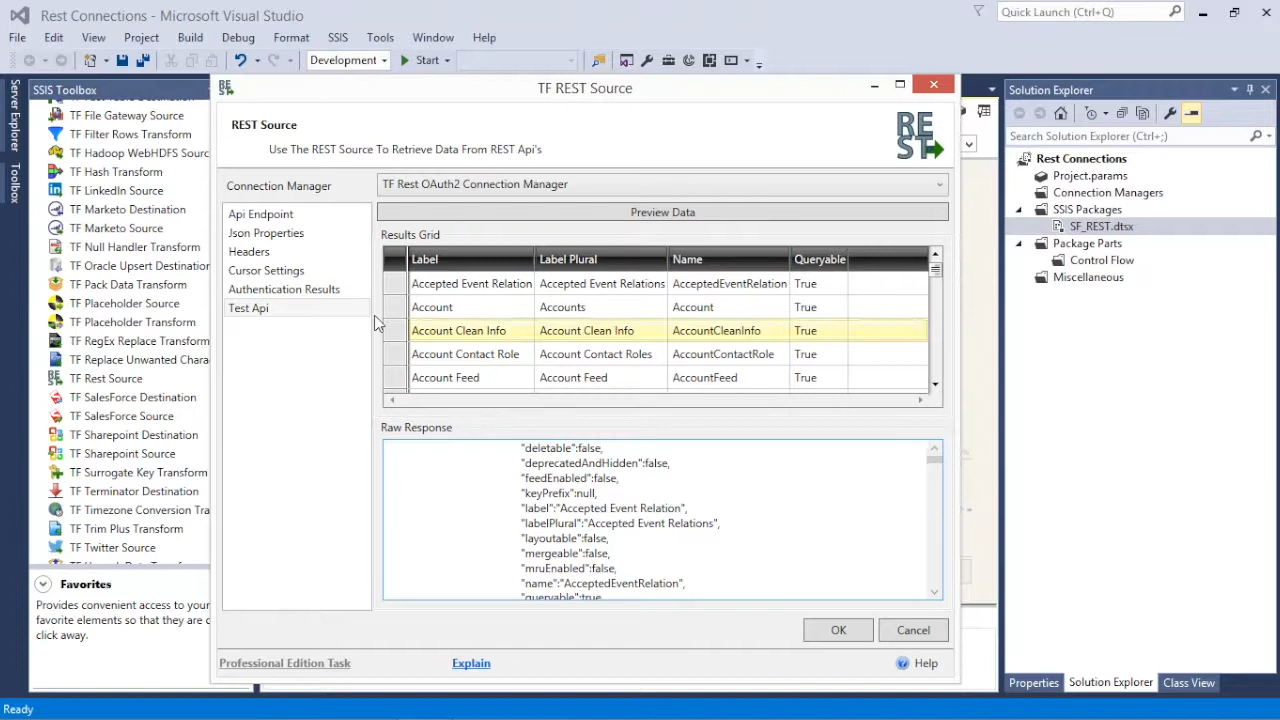 Rest Connections - Microsoft Visual Studio
Quick Launch (Ctrl+Q)
File Edit View Project Build Debug Format SSIS Tools Window Help
Development Start
Server Explorer
Toolbox
SSIS Toolbox
TF File Gateway Source
TF Filter Rows Transform
TF Hadoop WebHDFS Sourc
TF Hash Transform
TF LinkedIn Source
TF Marketo Destination
TF Marketo Source
TF Null Handler Transform
TF Oracle Upsert Destination
TF Pack Data Transform
TF Placeholder Source
TF Placeholder Transform
TF RegEx Replace Transform
TF Replace Unwanted Chara
TF Rest Source
TF SalesForce Destination
TF SalesForce Source
TF Sharepoint Destination
TF Sharepoint Source
TF Surrogate Key Transform
TF Terminator Destination
TF Timezone Conversion Tra
TF Trim Plus Transform
TF Twitter Source
Favorites
Provides convenient access to your
favorite elements so that they are c
click away.
REST
TF REST Source
REST Source
Use The REST Source To Retrieve Data From REST Api's
REST
Connection Manager
TF Rest OAuth2 Connection Manager
Api Endpoint
Json Properties
Headers
Cursor Settings
Authentication Results
Test Api
Preview Data
Results Grid
Label Label Plural Name Queryable
Accepted Event Relation Accepted Event Relations AcceptedEventRelation True
Account Accounts Account True
Account Clean Info Account Clean Info AccountCleanInfo True
Account Contact Role Account Contact Roles AccountContactRole True
Account Feed Account Feed AccountFeed True
Raw Response
"deletable":false,
"deprecatedAndHidden":false,
"feedEnabled":false,
"keyPrefix":null,
"label":"Accepted Event Relation",
"labelPlural":"Accepted Event Relations",
"layoutable":false,
"mergeable":false,
"mruEnabled":false,
"name":"AcceptedEventRelation",
"queryable":true
OK Cancel
Professional Edition Task Explain Help
Solution Explorer
Search Solution Explorer (Ctrl+;)
Rest Connections
Project.params
Connection Managers
SSIS Packages
SF_REST.dtsx
Package Parts
Control Flow
Miscellaneous
Properties Solution Explorer Class View
Ready